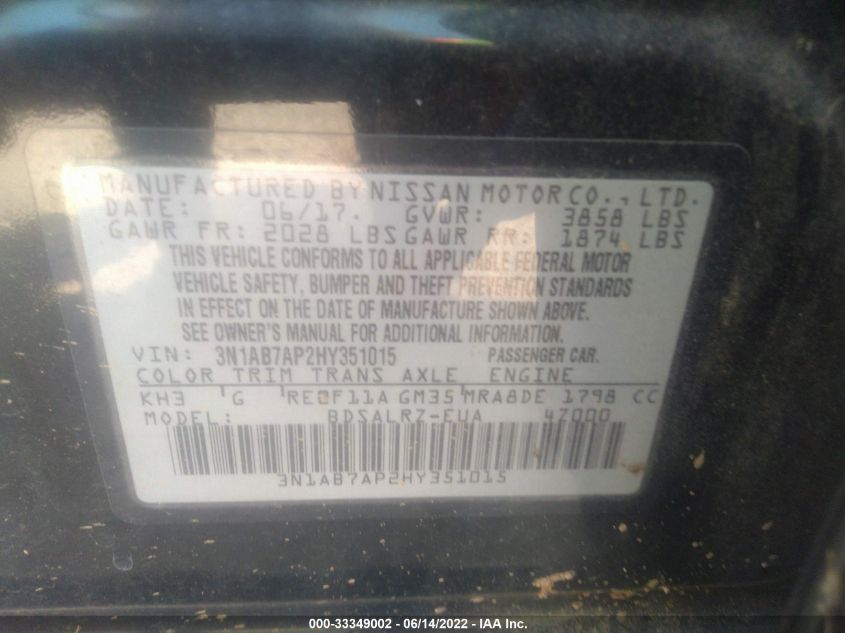 MANUFACTURED BY NISSAN MOTOR CO., LTD.
DATE: 06/17. GVWR: 3858 LBS
GAWR FR: 2028 LBS GAWR RR: 1874 LBS
THIS VEHICLE CONFORMS TO ALL APPLICABLE FEDERAL MOTOR
VEHICLE SAFETY, BUMPER AND THEFT PREVENTION STANDARDS
IN EFFECT ON THE DATE OF MANUFACTURE SHOWN ABOVE.
SEE OWNER'S MANUAL FOR ADDITIONAL INFORMATION.
VIN: 3N1AB7AP2HY351015 PASSENGER CAR.
COLOR TRIM TRANS AXLE ENGINE
KH3 G RE0F11A GM35 MRA8DE 1798 CC
MODEL: BDSALRZ-EUA 47000
3N1AB7AP2HY351015
000-33349002 - 06/14/2022 - IAA Inc.